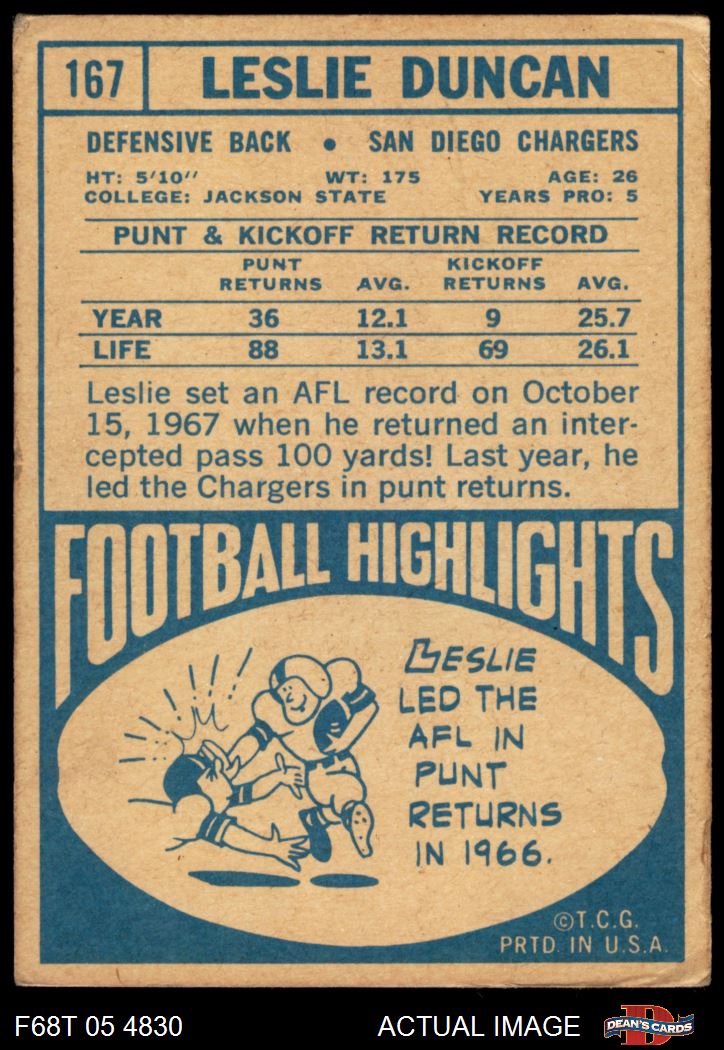 167 LESLIE DUNCAN
DEFENSIVE BACK • SAN DIEGO CHARGERS
HT: 5'10" WT: 175 AGE: 26
COLLEGE: JACKSON STATE YEARS PRO: 5
PUNT & KICKOFF RETURN RECORD
PUNT KICKOFF
RETURNS AVG. RETURNS AVG.
YEAR 36 12.1 9 25.7
LIFE 88 13.1 69 26.1
Leslie set an AFL record on October
15, 1967 when he returned an inter-
cepted pass 100 yards! Last year, he
led the Chargers in punt returns.
FOOTBALL HIGHLIGHTS
LESLIE
LED THE
AFL IN
PUNT
RETURNS
IN 1966.
©T.C.G.
PRTD. IN U.S.A.
F68T 05 4830 ACTUAL IMAGE D DEAN'S CARDS